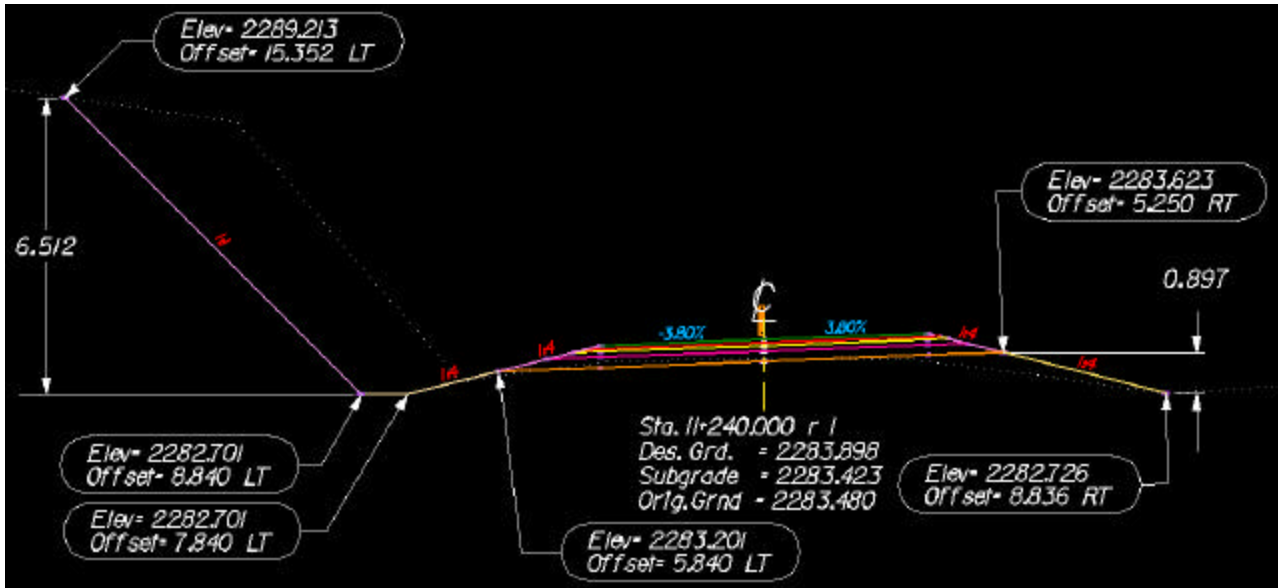 Elev= 2289.213
Offset= 15.352 LT
Elev= 2283.623
Offset= 5.250 RT
6.512
0.897
℄
-3.80%
3.80%
1:4
1:4
1:4
1:4
Sta. 11+240.000 r 1
Des. Grd. = 2283.898
Subgrade = 2283.423
Orig.Grnd = 2283.480
Elev= 2282.701
Offset= 8.840 LT
Elev= 2282.726
Offset= 8.836 RT
Elev= 2282.701
Offset= 7.840 LT
Elev= 2283.201
Offset= 5.840 LT